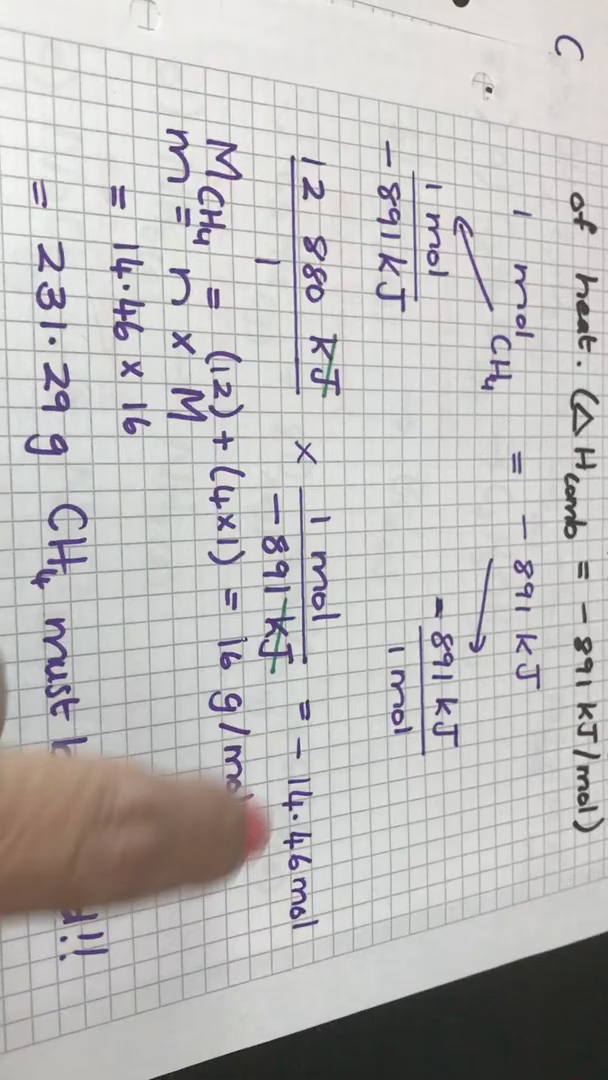 C
of heat. (ΔHcomb = -891 kJ/mol)
1 mol CH₄ = -891 kJ
1 mol
-891 kJ
-891 kJ
1 mol
12 880 kJ × 1 mol = -14.46 mol
1 -891 kJ
MCH₄ = (12) + (4×1) = 16 g/mol
m = n × M
= 14.46 × 16
= 231.29 g CH₄ must